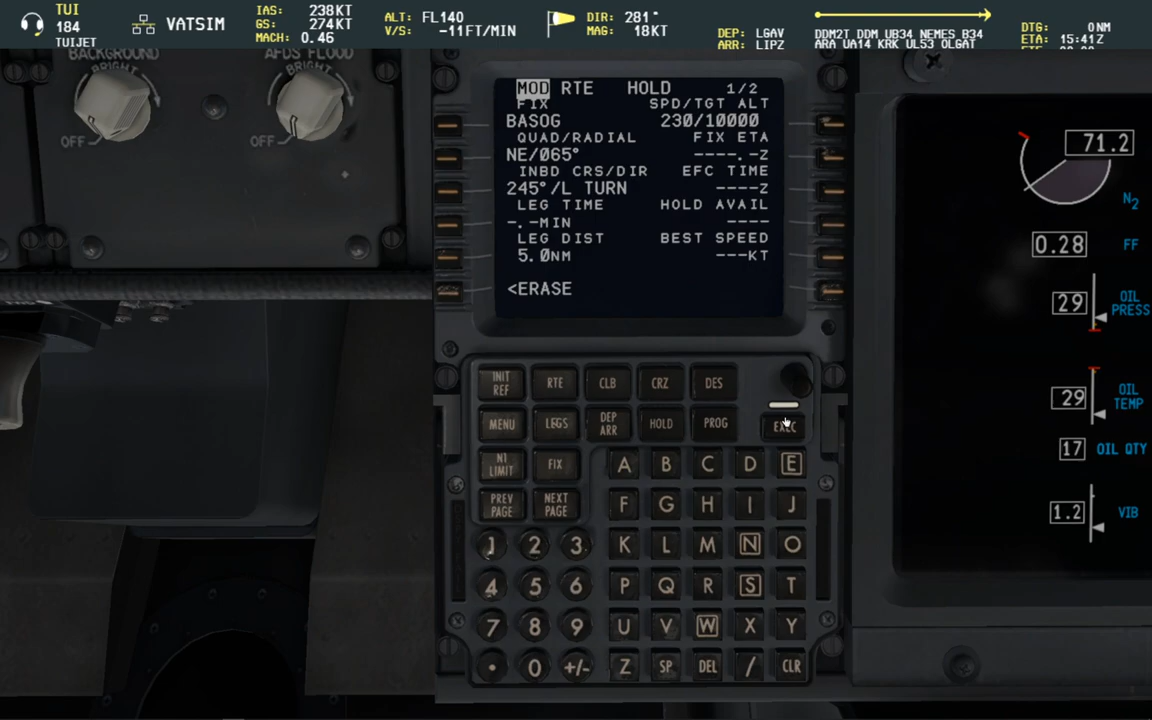 TUI
184
TUIJET
VATSIM
IAS: 238KT
GS: 274KT
MACH: 0.46
ALT: FL140
V/S: -11FT/MIN
DIR: 281°
MAG: 18KT
DEP: LGAV
ARR: LIPZ
DDM2T DDM UB34 NEMES B34
ARA UA14 KRK UL53 OLGAT
DTG: 0NM
ETA: 15:41Z
BACKGROUND
BRIGHT
OFF
AFDS FLOOD
BRIGHT
OFF
MOD RTE HOLD 1/2
FIX SPD/TGT ALT
BASOG 230/10000
QUAD/RADIAL FIX ETA
NE/065° ----.-Z
INBD CRS/DIR EFC TIME
245°/L TURN ----Z
LEG TIME HOLD AVAIL
-.-MIN ----
LEG DIST BEST SPEED
5.0NM ---KT
<ERASE
INIT REF RTE CLB CRZ DES
MENU LEGS DEP ARR HOLD PROG EXEC
N1 LIMIT FIX A B C D E
PREV PAGE NEXT PAGE F G H I J
1 2 3 K L M N O
4 5 6 P Q R S T
7 8 9 U V W X Y
. 0 +/- Z SP DEL / CLR
71.2
N2
0.28 FF
29 OIL PRESS
29 OIL TEMP
17 OIL QTY
1.2 VIB